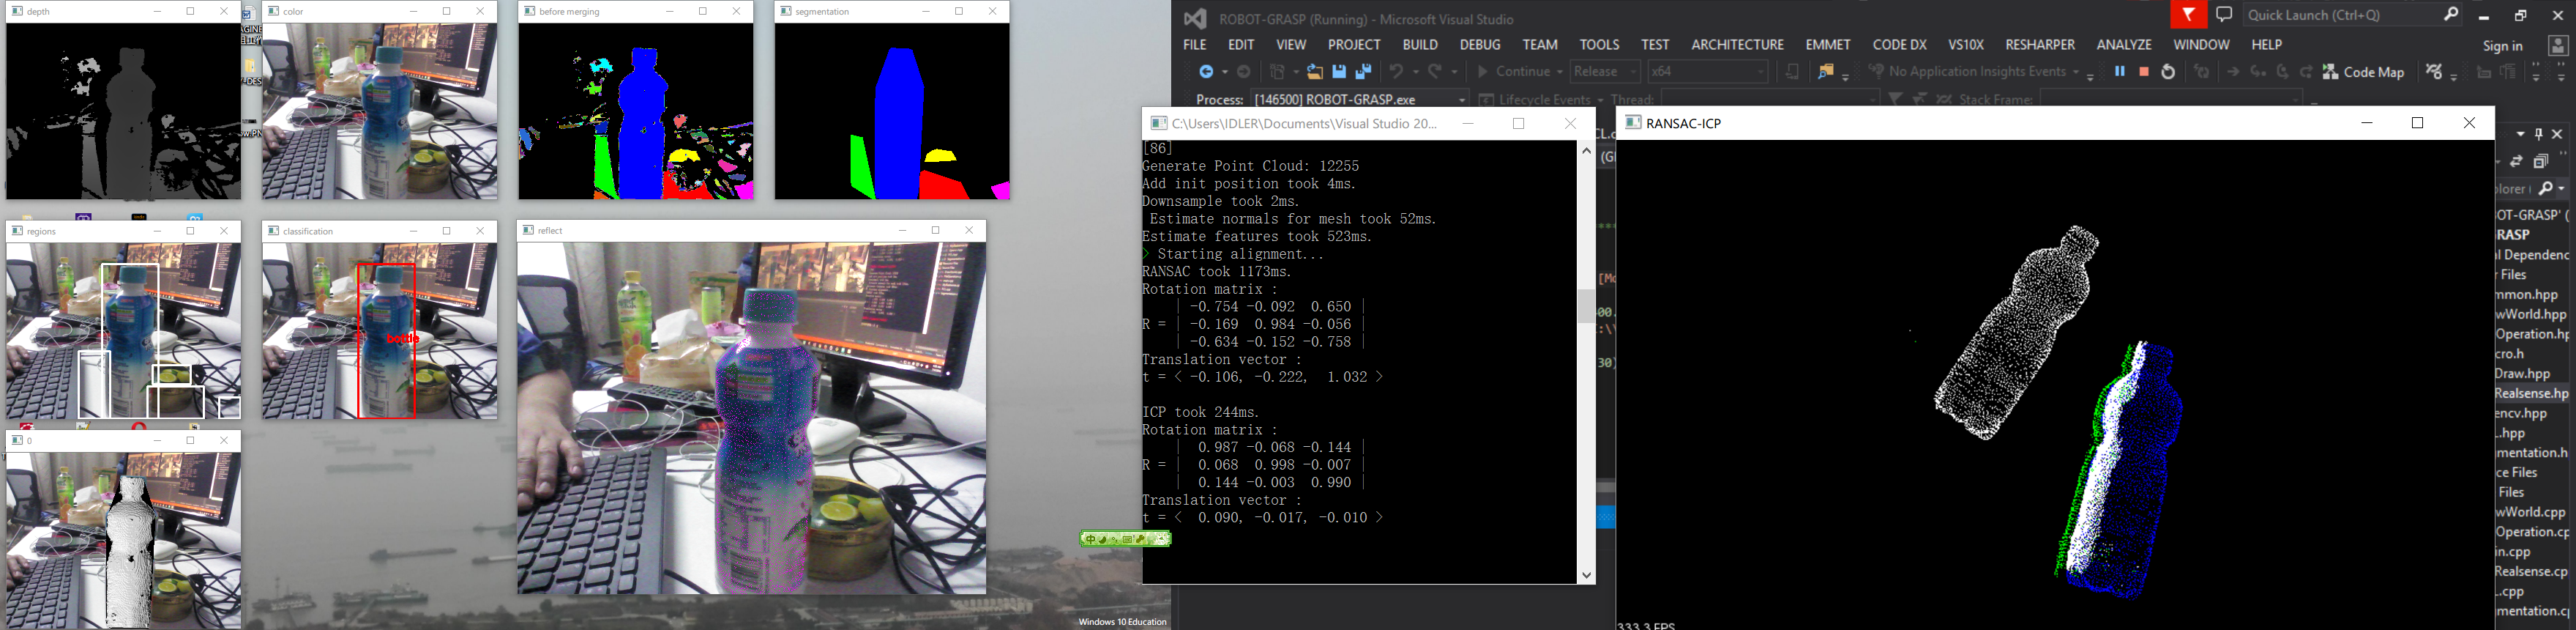 depth
color
before merging
segmentation
regions
classification
bottle
reflect
0
Windows 10 Education
中
ROBOT-GRASP (Running) - Microsoft Visual Studio
Quick Launch (Ctrl+Q)
FILE EDIT VIEW PROJECT BUILD DEBUG TEAM TOOLS TEST ARCHITECTURE EMMET CODE DX VS10X RESHARPER ANALYZE WINDOW HELP
Sign in
Continue Release x64 No Application Insights Events Code Map
Process: [146500] ROBOT-GRASP.exe Lifecycle Events Thread: Stack Frame:
C:\Users\IDLER\Documents\Visual Studio 20...
[86]
Generate Point Cloud: 12255
Add init position took 4ms.
Downsample took 2ms.
Estimate normals for mesh took 52ms.
Estimate features took 523ms.
> Starting alignment...
RANSAC took 1173ms.
Rotation matrix :
| -0.754 -0.092 0.650 |
R = | -0.169 0.984 -0.056 |
| -0.634 -0.152 -0.758 |
Translation vector :
t = < -0.106, -0.222, 1.032 >
ICP took 244ms.
Rotation matrix :
| 0.987 -0.068 -0.144 |
R = | 0.068 0.998 -0.007 |
| 0.144 -0.003 0.990 |
Translation vector :
t = < 0.090, -0.017, -0.010 >
RANSAC-ICP
333.3 FPS
plorer (
OT-GRASP' (
GRASP
al Dependenc
r Files
mmon.hpp
wWorld.hpp
Operation.hpp
cro.h
Draw.hpp
Realsense.hp
encv.hpp
L.hpp
mentation.h
ce Files
Files
wWorld.cpp
Operation.cp
in.cpp
Realsense.cp
L.cpp
mentation.c